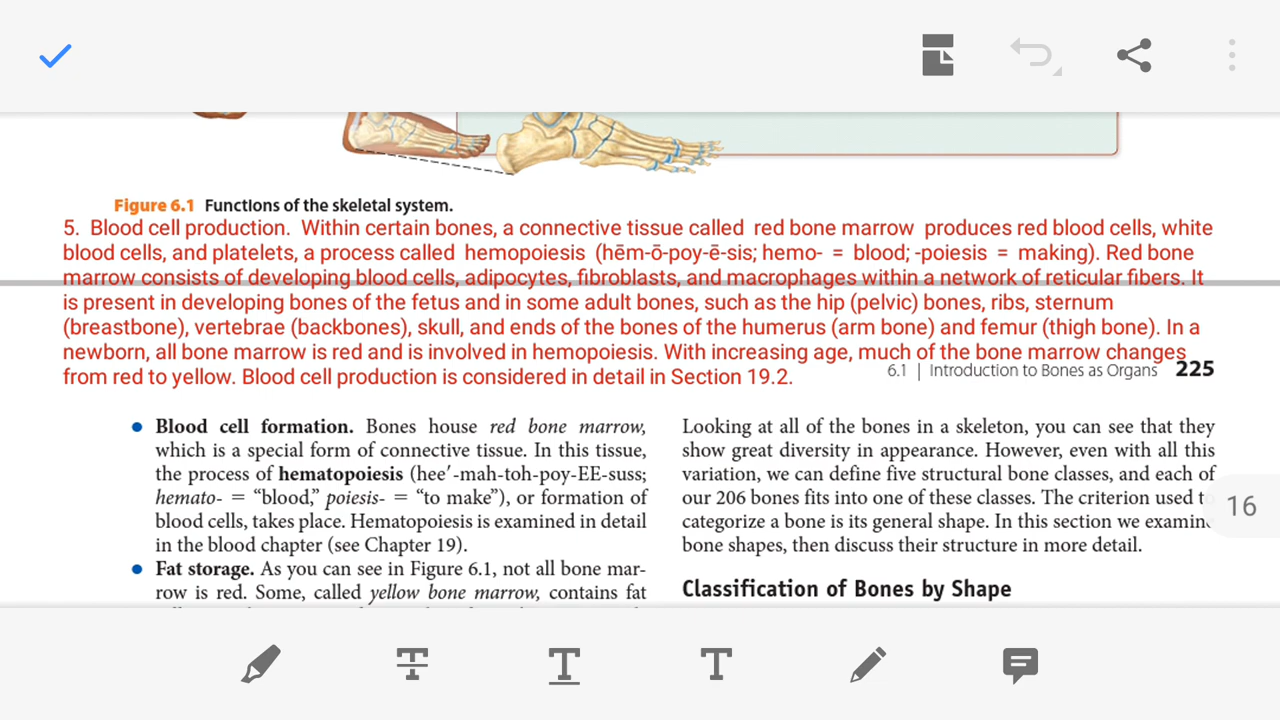 Figure 6.1 Functions of the skeletal system.
5. Blood cell production. Within certain bones, a connective tissue called red bone marrow produces red blood cells, white
blood cells, and platelets, a process called hemopoiesis (hēm-ō-poy-ē-sis; hemo- = blood; -poiesis = making). Red bone
marrow consists of developing blood cells, adipocytes, fibroblasts, and macrophages within a network of reticular fibers. It
is present in developing bones of the fetus and in some adult bones, such as the hip (pelvic) bones, ribs, sternum
(breastbone), vertebrae (backbones), skull, and ends of the bones of the humerus (arm bone) and femur (thigh bone). In a
newborn, all bone marrow is red and is involved in hemopoiesis. With increasing age, much of the bone marrow changes
from red to yellow. Blood cell production is considered in detail in Section 19.2.
6.1 | Introduction to Bones as Organs 225
• Blood cell formation. Bones house red bone marrow,
which is a special form of connective tissue. In this tissue,
the process of hematopoiesis (hee′-mah-toh-poy-EE-suss;
hemato- = “blood,” poiesis- = “to make”), or formation of
blood cells, takes place. Hematopoiesis is examined in detail
in the blood chapter (see Chapter 19).
• Fat storage. As you can see in Figure 6.1, not all bone mar-
row is red. Some, called yellow bone marrow, contains fat
Looking at all of the bones in a skeleton, you can see that they
show great diversity in appearance. However, even with all this
variation, we can define five structural bone classes, and each of
our 206 bones fits into one of these classes. The criterion used to
categorize a bone is its general shape. In this section we examine
bone shapes, then discuss their structure in more detail.
Classification of Bones by Shape
16
T
T
T